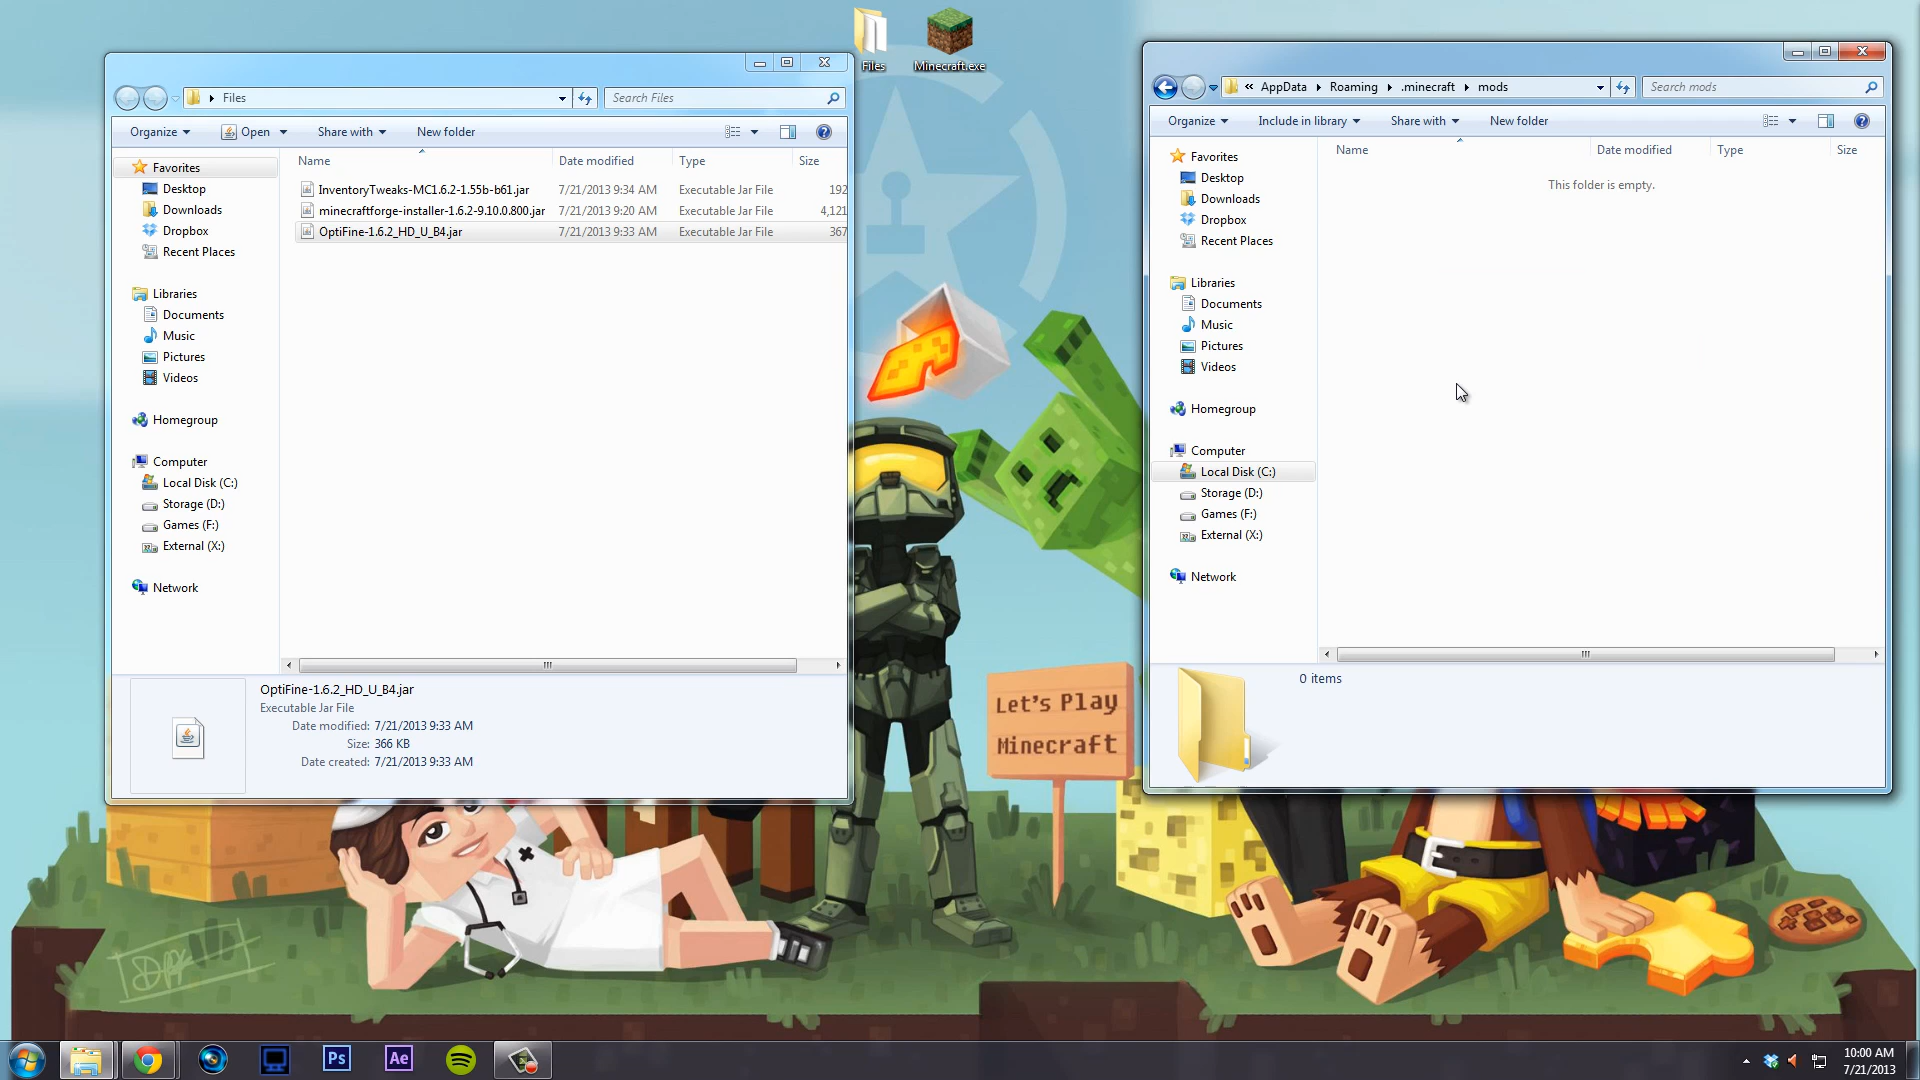 Files
Minecraft.exe
Files
Search Files
Organize
Open
Share with
New folder
Name
Date modified
Type
Size
InventoryTweaks-MC1.6.2-1.55b-b61.jar
7/21/2013 9:34 AM
Executable Jar File
192
minecraftforge-installer-1.6.2-9.10.0.800.jar
7/21/2013 9:20 AM
Executable Jar File
4,121
OptiFine-1.6.2_HD_U_B4.jar
7/21/2013 9:33 AM
Executable Jar File
367
Favorites
Desktop
Downloads
Dropbox
Recent Places
Libraries
Documents
Music
Pictures
Videos
Homegroup
Computer
Local Disk (C:)
Storage (D:)
Games (F:)
External (X:)
Network
OptiFine-1.6.2_HD_U_B4.jar
Executable Jar File
Date modified: 7/21/2013 9:33 AM
Size: 366 KB
Date created: 7/21/2013 9:33 AM
« AppData
Roaming
.minecraft
mods
Search mods
Organize
Include in library
Share with
New folder
Name
Date modified
Type
Size
This folder is empty.
Favorites
Desktop
Downloads
Dropbox
Recent Places
Libraries
Documents
Music
Pictures
Videos
Homegroup
Computer
Local Disk (C:)
Storage (D:)
Games (F:)
External (X:)
Network
0 items
Let's Play
Minecraft
Ps
Ae
10:00 AM
7/21/2013